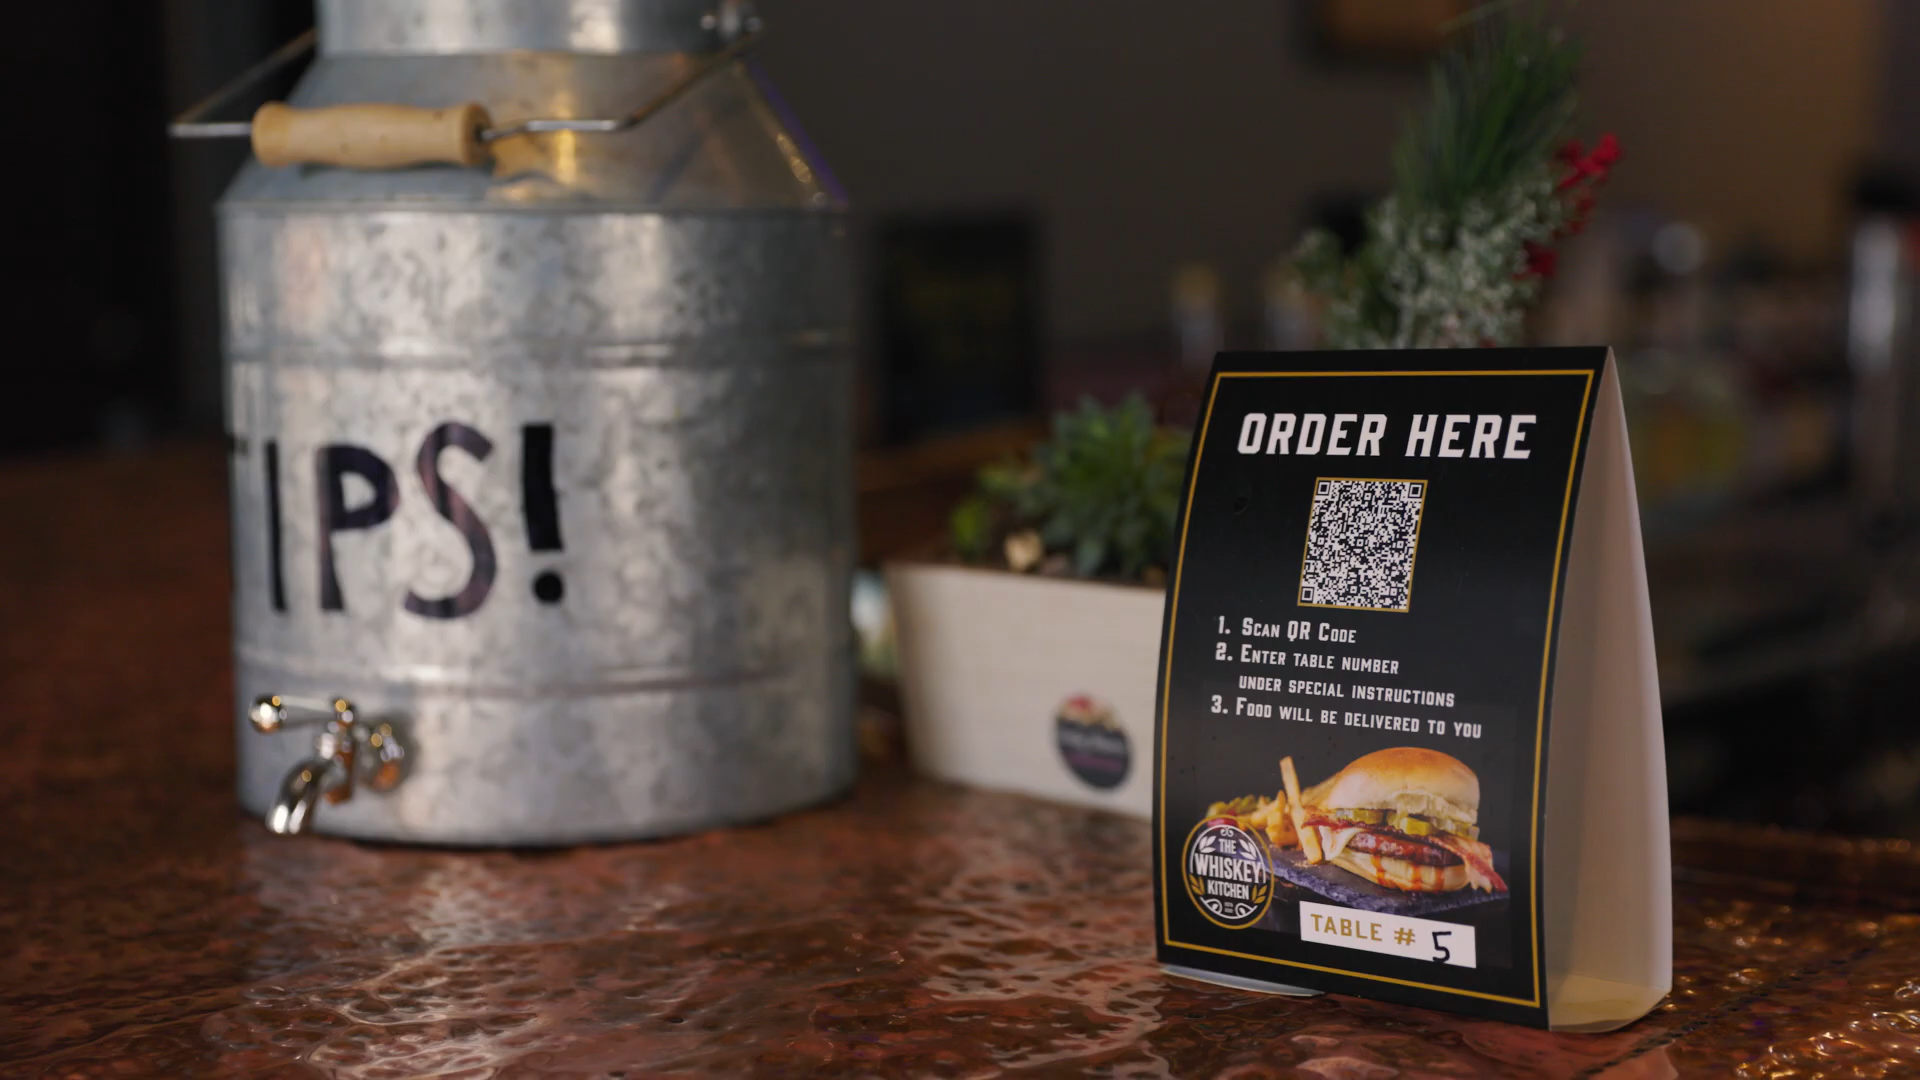 IPS!
ORDER HERE
1. SCAN QR CODE
2. ENTER TABLE NUMBER
UNDER SPECIAL INSTRUCTIONS
3. FOOD WILL BE DELIVERED TO YOU
THE
WHISKEY
KITCHEN
TABLE # 5